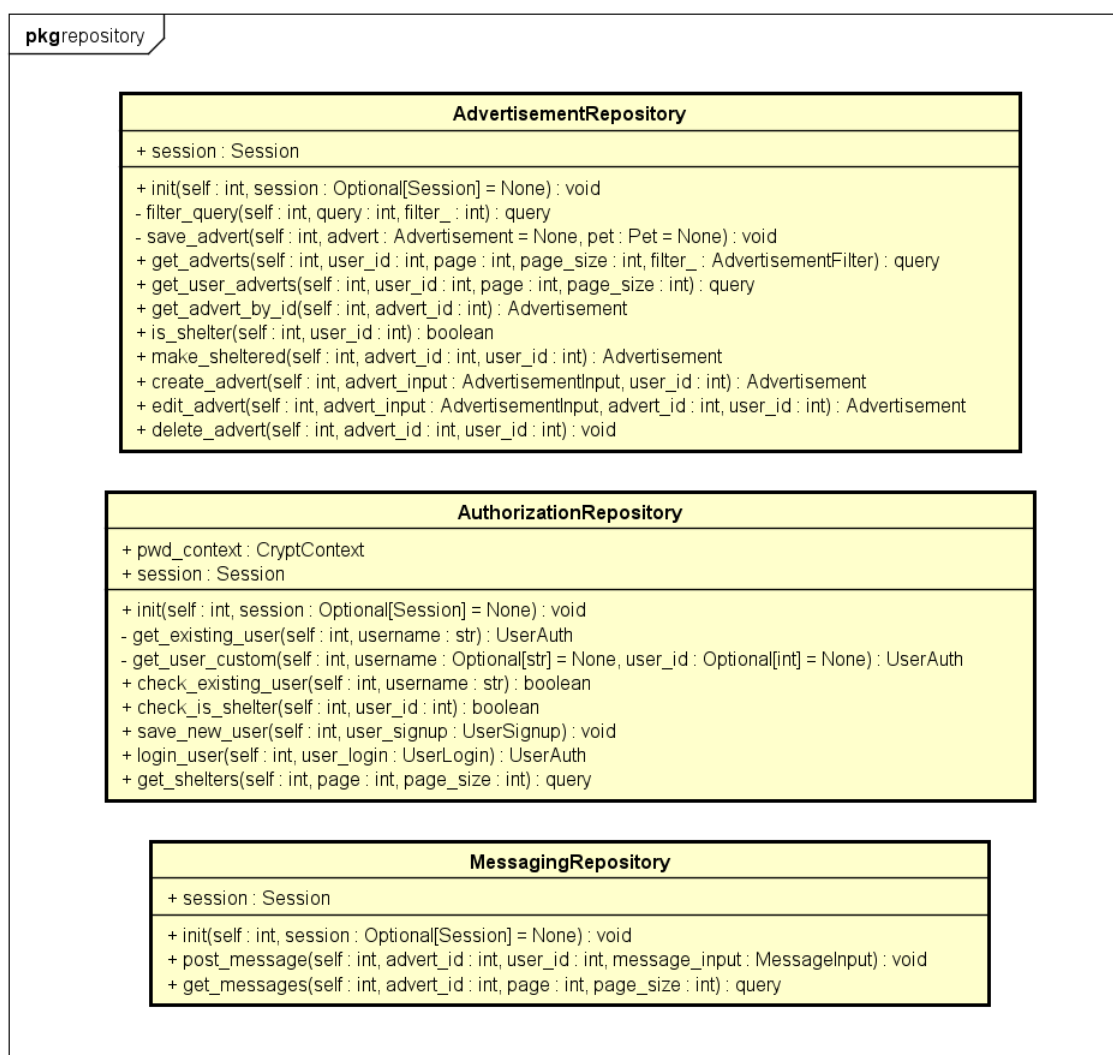 pkg repository
AdvertisementRepository
+ session : Session
+ init(self : int, session : Optional[Session] = None) : void
- filter_query(self : int, query : int, filter_ : int) : query
- save_advert(self : int, advert : Advertisement = None, pet : Pet = None) : void
+ get_adverts(self : int, user_id : int, page : int, page_size : int, filter_ : AdvertisementFilter) : query
+ get_user_adverts(self : int, user_id : int, page : int, page_size : int) : query
+ get_advert_by_id(self : int, advert_id : int) : Advertisement
+ is_shelter(self : int, user_id : int) : boolean
+ make_sheltered(self : int, advert_id : int, user_id : int) : Advertisement
+ create_advert(self : int, advert_input : AdvertisementInput, user_id : int) : Advertisement
+ edit_advert(self : int, advert_input : AdvertisementInput, advert_id : int, user_id : int) : Advertisement
+ delete_advert(self : int, advert_id : int, user_id : int) : void
AuthorizationRepository
+ pwd_context : CryptContext
+ session : Session
+ init(self : int, session : Optional[Session] = None) : void
- get_existing_user(self : int, username : str) : UserAuth
- get_user_custom(self : int, username : Optional[str] = None, user_id : Optional[int] = None) : UserAuth
+ check_existing_user(self : int, username : str) : boolean
+ check_is_shelter(self : int, user_id : int) : boolean
+ save_new_user(self : int, user_signup : UserSignup) : void
+ login_user(self : int, user_login : UserLogin) : UserAuth
+ get_shelters(self : int, page : int, page_size : int) : query
MessagingRepository
+ session : Session
+ init(self : int, session : Optional[Session] = None) : void
+ post_message(self : int, advert_id : int, user_id : int, message_input : MessageInput) : void
+ get_messages(self : int, advert_id : int, page : int, page_size : int) : query